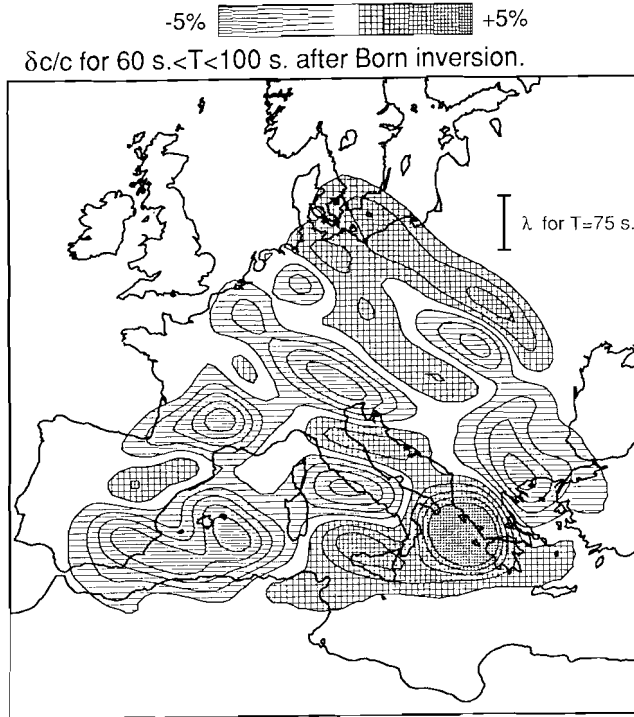 -5% +5%
δc/c for 60 s.<T<100 s. after Born inversion.
λ for T=75 s.